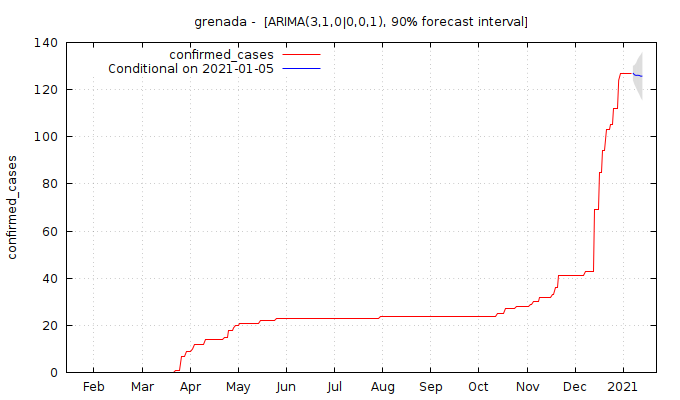 grenada - [ARIMA(3,1,0|0,0,1), 90% forecast interval]
confirmed_cases
Conditional on 2021-01-05
confirmed_cases
140
120
100
80
60
40
20
0
Feb Mar Apr May Jun Jul Aug Sep Oct Nov Dec 2021